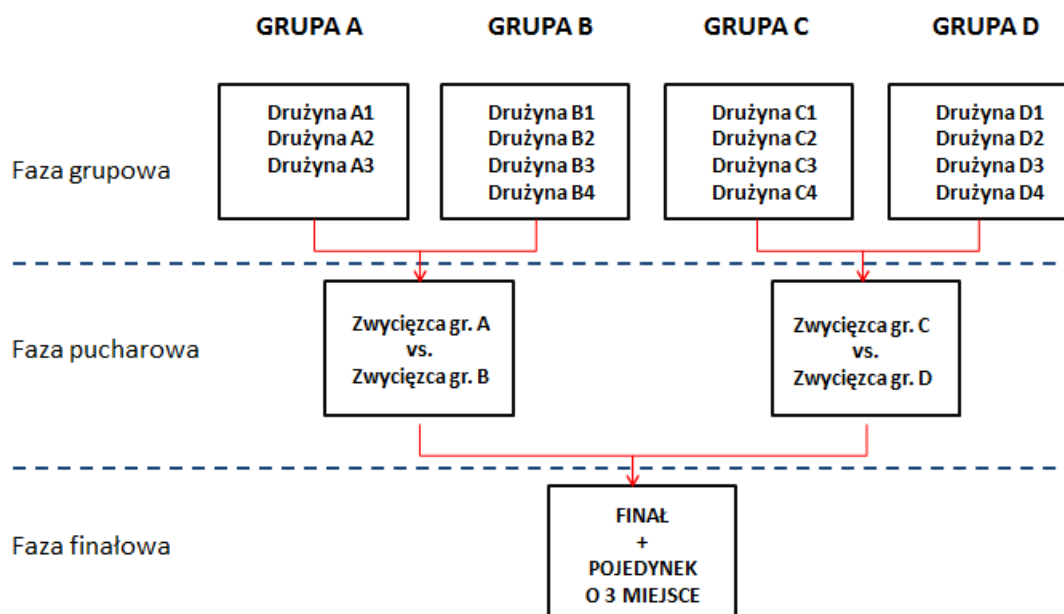 GRUPA A
GRUPA B
GRUPA C
GRUPA D
Faza grupowa
Drużyna A1
Drużyna A2
Drużyna A3
Drużyna B1
Drużyna B2
Drużyna B3
Drużyna B4
Drużyna C1
Drużyna C2
Drużyna C3
Drużyna C4
Drużyna D1
Drużyna D2
Drużyna D3
Drużyna D4
Faza pucharowa
Zwycięzca gr. A
vs.
Zwycięzca gr. B
Zwycięzca gr. C
vs.
Zwycięzca gr. D
Faza finałowa
FINAŁ
+
POJEDYNEK
O 3 MIEJSCE